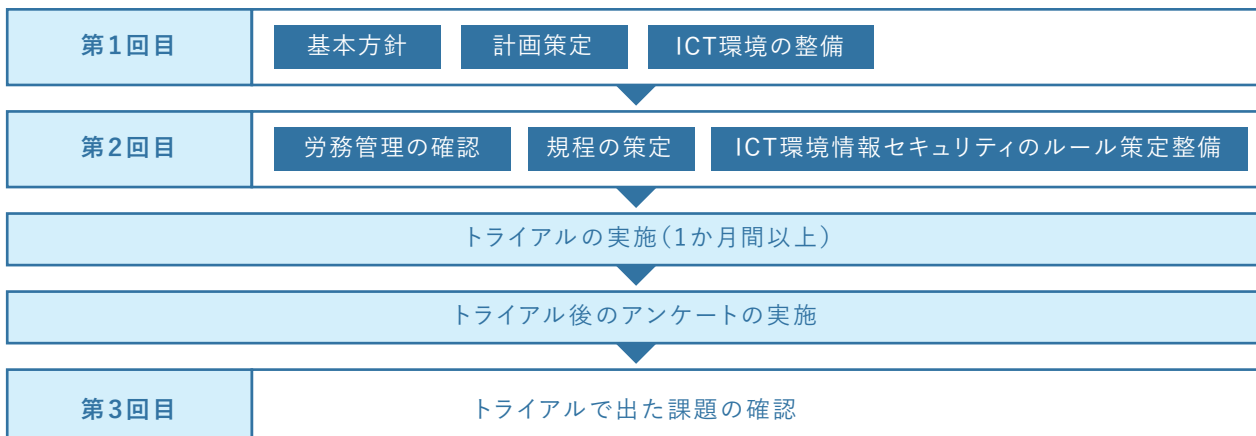 第1回目 基本方針 計画策定 ICT環境の整備
第2回目 労務管理の確認 規程の策定 ICT環境情報セキュリティのルール策定整備
トライアルの実施(1か月間以上)
トライアル後のアンケートの実施
第3回目 トライアルで出た課題の確認